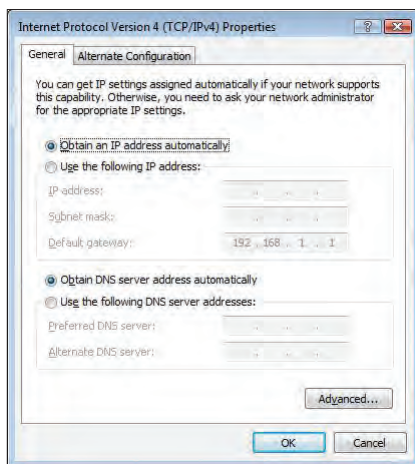 Internet Protocol Version 4 (TCP/IPv4) Properties
General
Alternate Configuration
You can get IP settings assigned automatically if your network supports
this capability. Otherwise, you need to ask your network administrator
for the appropriate IP settings.
Obtain an IP address automatically
Use the following IP address:
IP address:
Subnet mask:
Default gateway: 192 . 168 . 1 . 1
Obtain DNS server address automatically
Use the following DNS server addresses:
Preferred DNS server:
Alternate DNS server:
Advanced...
OK
Cancel